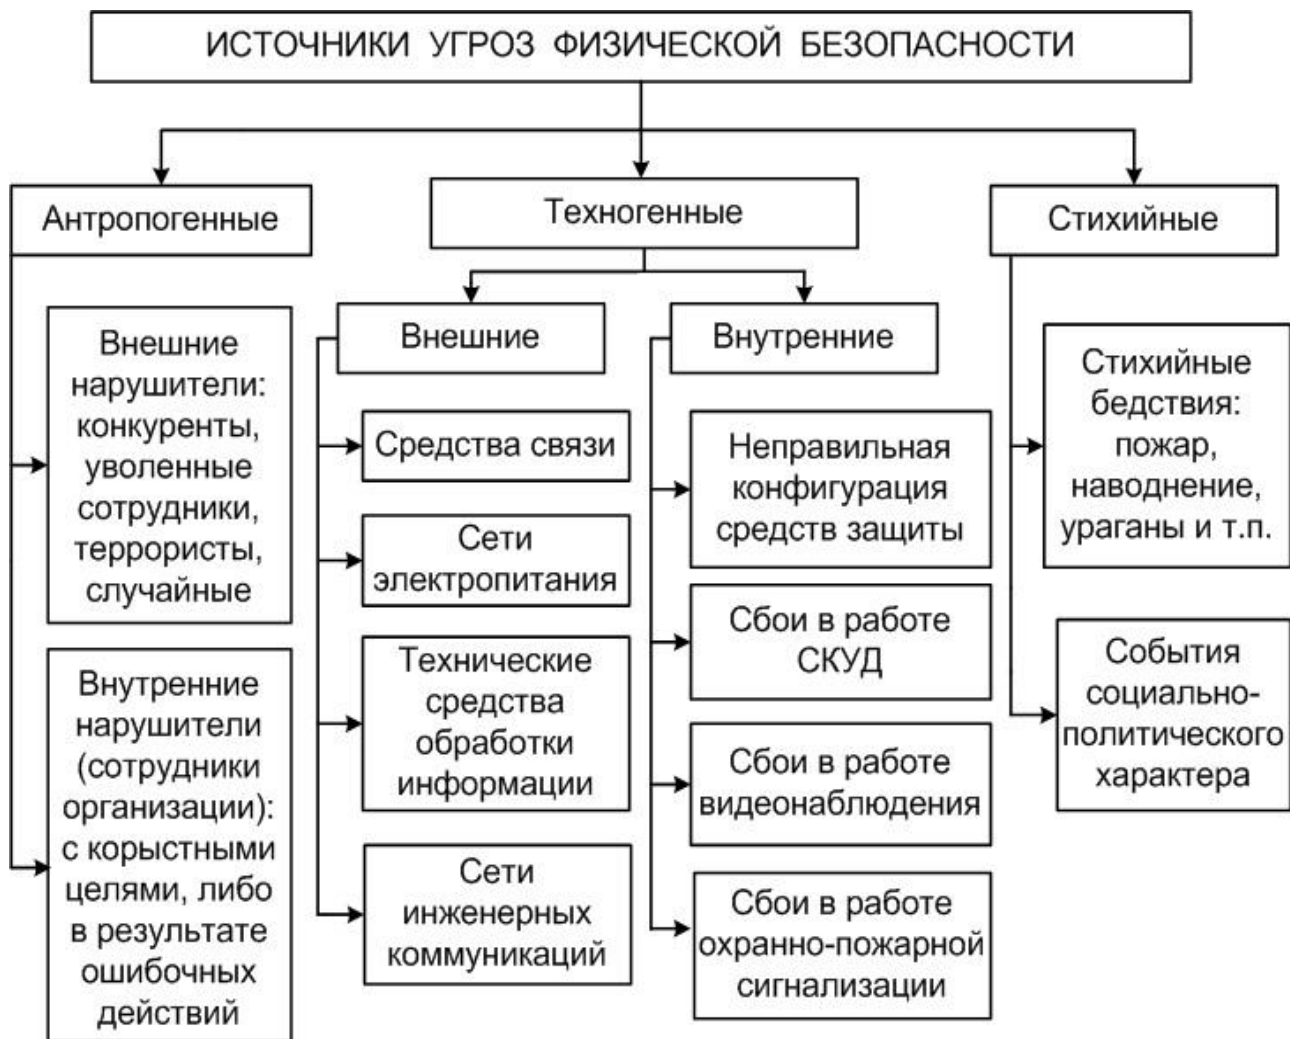 ИСТОЧНИКИ УГРОЗ ФИЗИЧЕСКОЙ БЕЗОПАСНОСТИ
Антропогенные
Внешние
нарушители:
конкуренты,
уволенные
сотрудники,
террористы,
случайные
Внутренние
нарушители
(сотрудники
организации):
с корыстными
целями, либо
в результате
ошибочных
действий
Техногенные
Внешние
Средства связи
Сети
электропитания
Технические
средства
обработки
информации
Сети
инженерных
коммуникаций
Внутренние
Неправильная
конфигурация
средств защиты
Сбои в работе
СКУД
Сбои в работе
видеонаблюдения
Сбои в работе
охранно-пожарной
сигнализации
Стихийные
Стихийные
бедствия:
пожар,
наводнение,
ураганы и т.п.
События
социально-
политического
характера